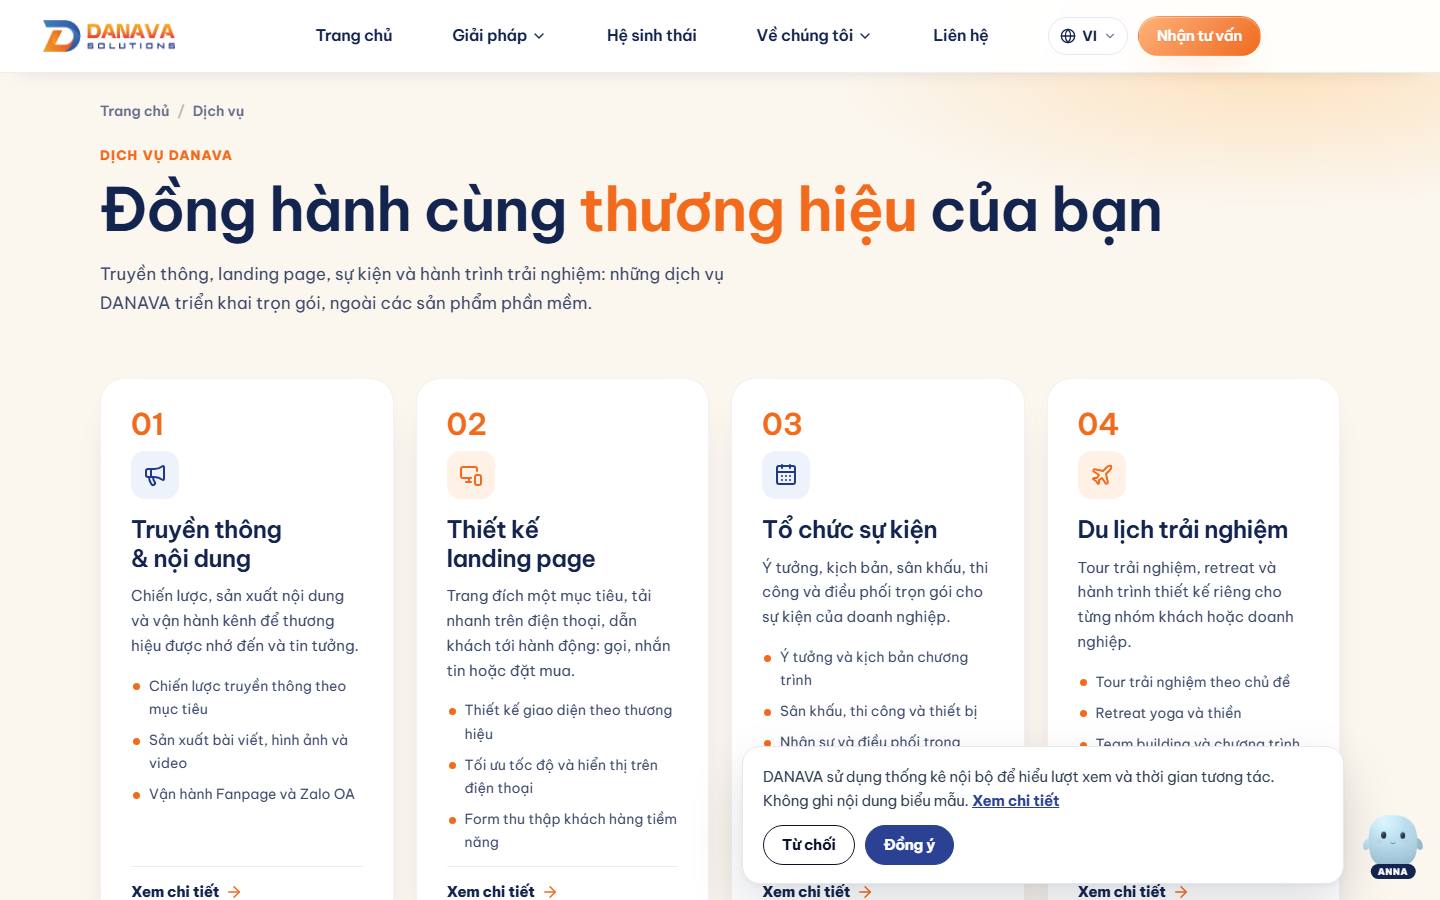 DANAVA
SOLUTIONS
Trang chủ
Giải pháp
Hệ sinh thái
Về chúng tôi
Liên hệ
VI
Nhận tư vấn
Trang chủ / Dịch vụ
DỊCH VỤ DANAVA
Đồng hành cùng thương hiệu của bạn
Truyền thông, landing page, sự kiện và hành trình trải nghiệm: những dịch vụ
DANAVA triển khai trọn gói, ngoài các sản phẩm phần mềm.
01
Truyền thông
& nội dung
Chiến lược, sản xuất nội dung
và vận hành kênh để thương
hiệu được nhớ đến và tin tưởng.
Chiến lược truyền thông theo
mục tiêu
Sản xuất bài viết, hình ảnh và
video
Vận hành Fanpage và Zalo OA
Xem chi tiết
02
Thiết kế
landing page
Trang đích một mục tiêu, tải
nhanh trên điện thoại, dẫn
khách tới hành động: gọi, nhắn
tin hoặc đặt mua.
Thiết kế giao diện theo thương
hiệu
Tối ưu tốc độ và hiển thị trên
điện thoại
Form thu thập khách hàng tiềm
năng
Xem chi tiết
03
Tổ chức sự kiện
Ý tưởng, kịch bản, sân khấu, thi
công và điều phối trọn gói cho
sự kiện của doanh nghiệp.
Ý tưởng và kịch bản chương
trình
Sân khấu, thi công và thiết bị
Nhân sự và điều phối trong
Xem chi tiết
04
Du lịch trải nghiệm
Tour trải nghiệm, retreat và
hành trình thiết kế riêng cho
từng nhóm khách hoặc doanh
nghiệp.
Tour trải nghiệm theo chủ đề
Retreat yoga và thiền
Team building và chương trình
Xem chi tiết
DANAVA sử dụng thống kê nội bộ để hiểu lượt xem và thời gian tương tác.
Không ghi nội dung biểu mẫu. Xem chi tiết
Từ chối
Đồng ý
ANNA